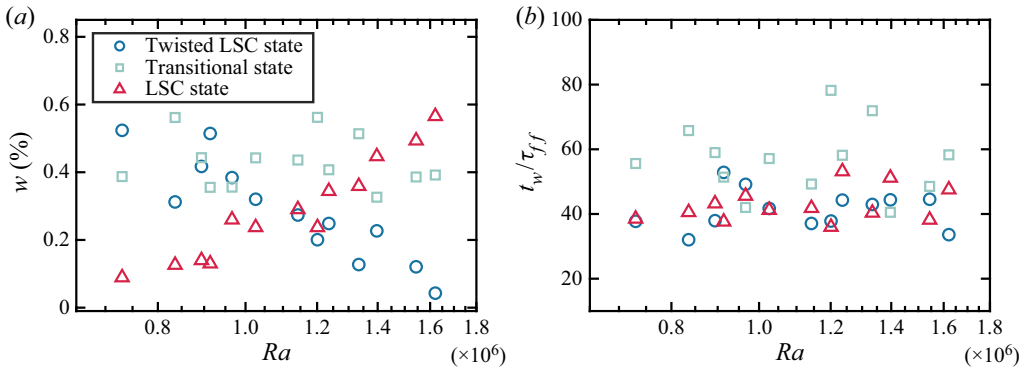 (a)
0.8
0.6
0.4
0.2
0
w (%)
Twisted LSC state
Transitional state
LSC state
0.8
1.0
1.2
1.4
1.6
1.8
Ra
(×10⁶)
(b)
100
80
60
40
20
t_w/τ_{ff}
0.8
1.0
1.2
1.4
1.6
1.8
Ra
(×10⁶)